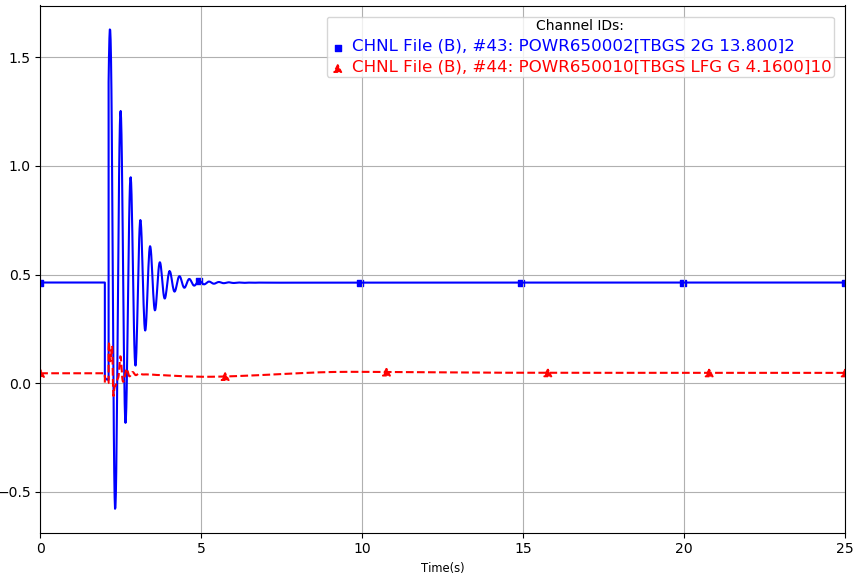 Channel IDs:
CHNL File (B), #43: POWR650002[TBGS 2G 13.800]2
CHNL File (B), #44: POWR650010[TBGS LFG G 4.1600]10
1.5
1.0
0.5
0.0
−0.5
0 5 10 15 20 25
Time(s)